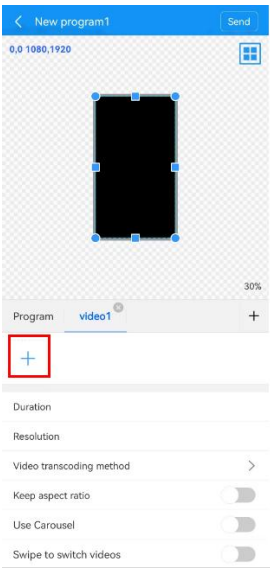 New program1 Send
0,0 1080,1920
30%
Program video1 +
+
Duration
Resolution
Video transcoding method
Keep aspect ratio
Use Carousel
Swipe to switch videos